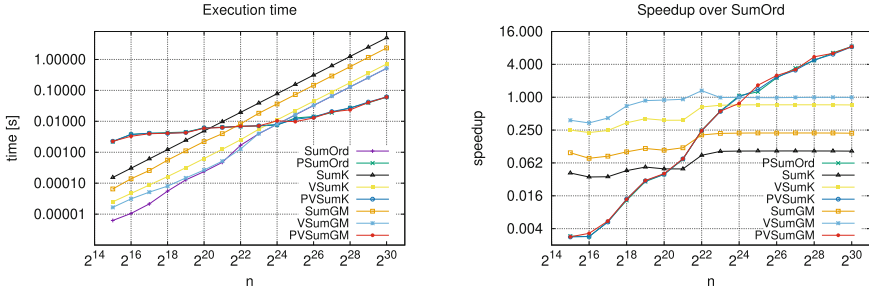 Execution time
time [s]
1.00000
0.10000
0.01000
0.00100
0.00010
0.00001
SumOrd
PSumOrd
SumK
VSumK
PVSumK
SumGM
VSumGM
PVSumGM
2^14 2^16 2^18 2^20 2^22 2^24 2^26 2^28 2^30
n
Speedup over SumOrd
speedup
16.000
4.000
1.000
0.250
0.062
0.016
0.004
PSumOrd
SumK
VSumK
PVSumK
SumGM
VSumGM
PVSumGM
2^14 2^16 2^18 2^20 2^22 2^24 2^26 2^28 2^30
n